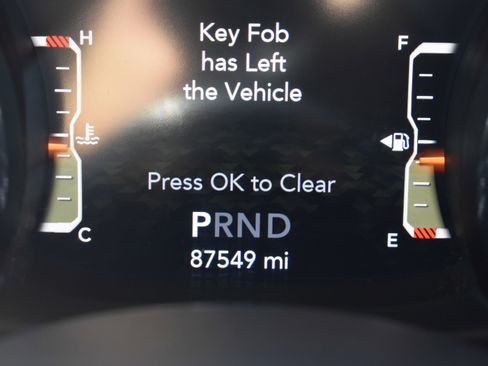 H
F
Key Fob
has Left
the Vehicle
Press OK to Clear
C
PRND
E
87549 mi